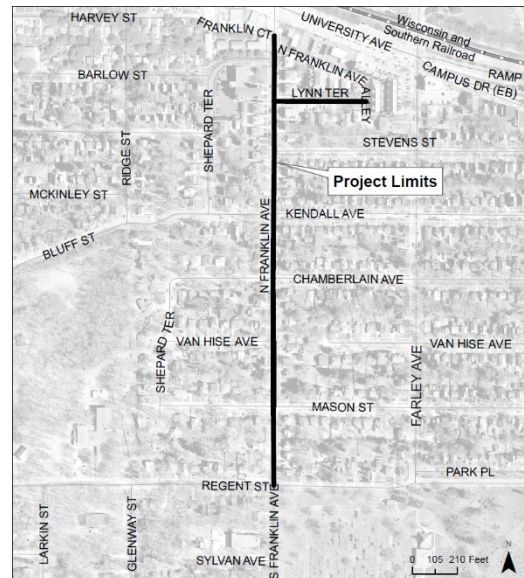 HARVEY ST
FRANKLIN CT
UNIVERSITY AVE
Wisconsin and
Southern Railroad
RAMP
CAMPUS DR (EB)
N FRANKLIN AVE
BARLOW ST
LYNN TER
ALLEY
SHEPARD TER
RIDGE ST
STEVENS ST
Project Limits
MCKINLEY ST
N FRANKLIN AVE
KENDALL AVE
BLUFF ST
CHAMBERLAIN AVE
SHEPARD TER
VAN HISE AVE
VAN HISE AVE
FARLEY AVE
MASON ST
PARK PL
REGENT ST
S FRANKLIN AVE
LARKIN ST
GLENWAY ST
SYLVAN AVE
N
0 105 210 Feet